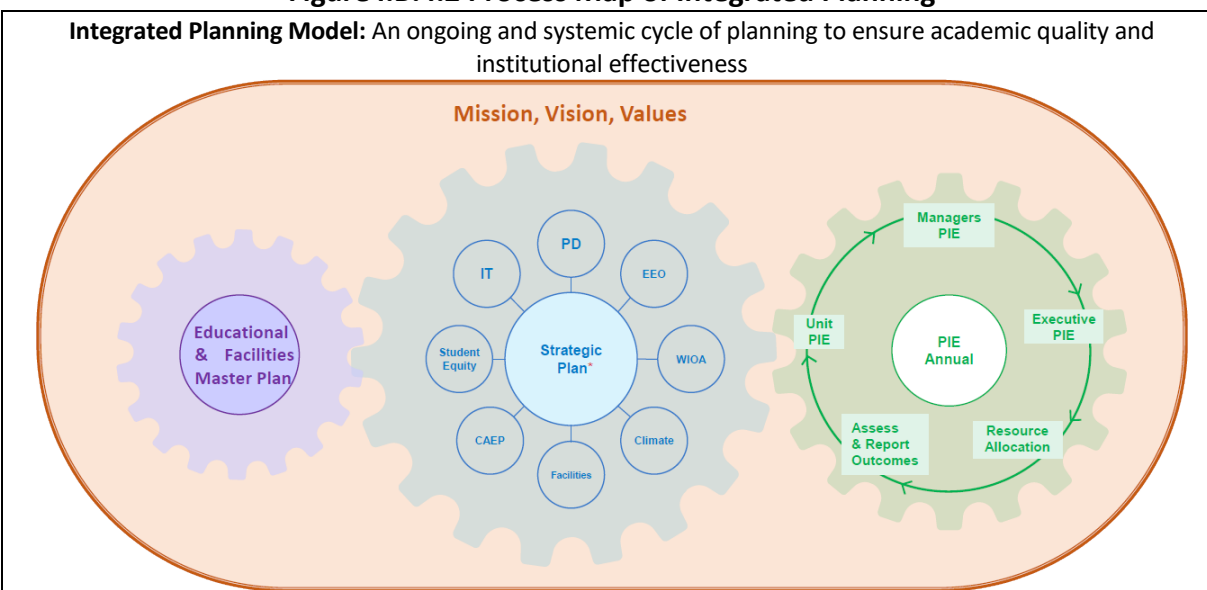 Integrated Planning Model: An ongoing and systemic cycle of planning to ensure academic quality and
institutional effectiveness
Mission, Vision, Values
Educational
& Facilities
Master Plan
Strategic
Plan*
PD
EEO
WIOA
Climate
Facilities
CAEP
Student
Equity
IT
PIE
Annual
Managers
PIE
Executive
PIE
Resource
Allocation
Assess
& Report
Outcomes
Unit
PIE